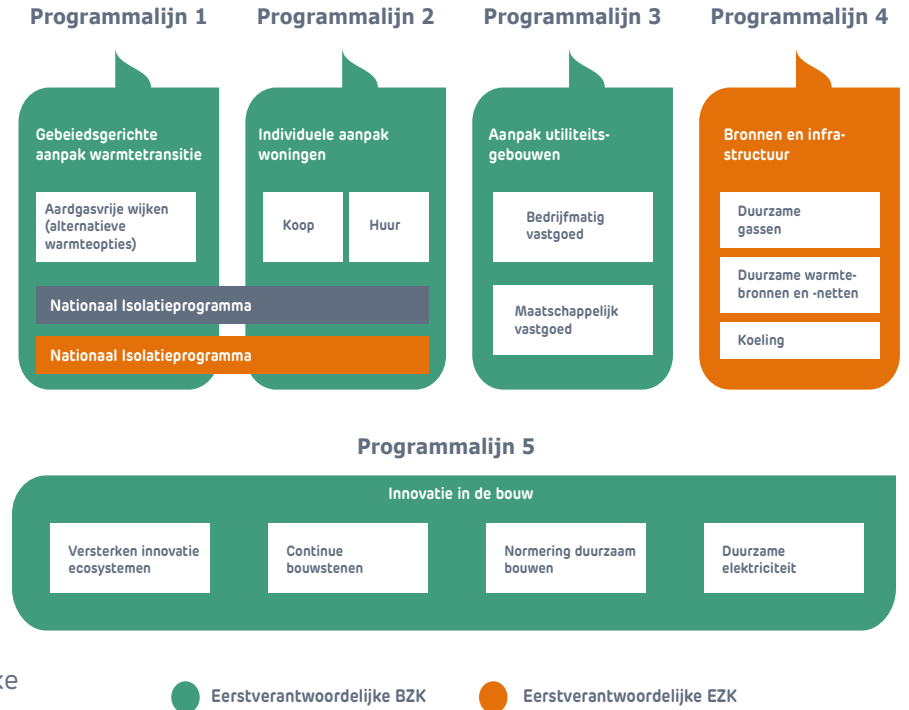 Programmalijn 1
Programmalijn 2
Programmalijn 3
Programmalijn 4
Gebeiedsgerichte
aanpak warmtetransitie
Aardgasvrije wijken
(alternatieve
warmteopties)
Individuele aanpak
woningen
Koop
Huur
Nationaal Isolatieprogramma
Nationaal Isolatieprogramma
Aanpak utiliteits-
gebouwen
Bedrijfmatig
vastgoed
Maatschappelijk
vastgoed
Bronnen en infra-
structuur
Duurzame
gassen
Duurzame warmte-
bronnen en -netten
Koeling
Programmalijn 5
Innovatie in de bouw
Versterken innovatie
ecosystemen
Continue
bouwstenen
Normering duurzaam
bouwen
Duurzame
elektriciteit
Eerstverantwoordelijke BZK
Eerstverantwoordelijke EZK